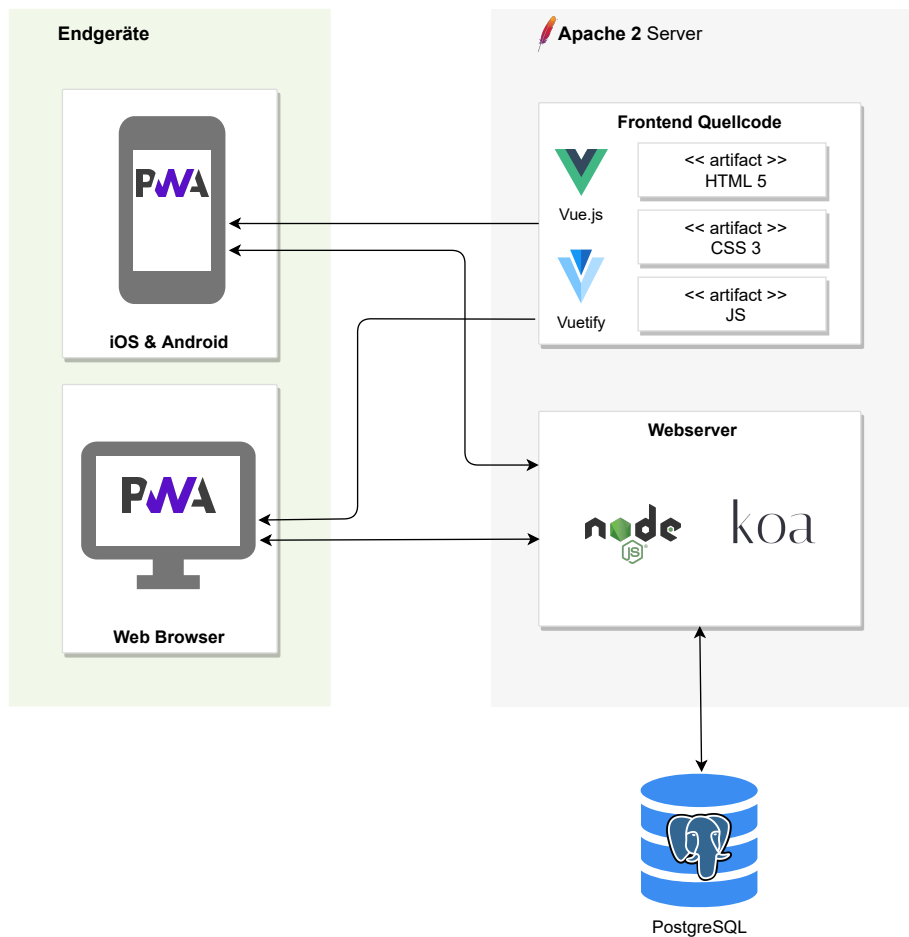 Endgeräte
PWA
iOS & Android
PWA
Web Browser
Apache 2 Server
Frontend Quellcode
Vue.js
Vuetify
<< artifact >>
HTML 5
<< artifact >>
CSS 3
<< artifact >>
JS
Webserver
node
JS
koa
PostgreSQL